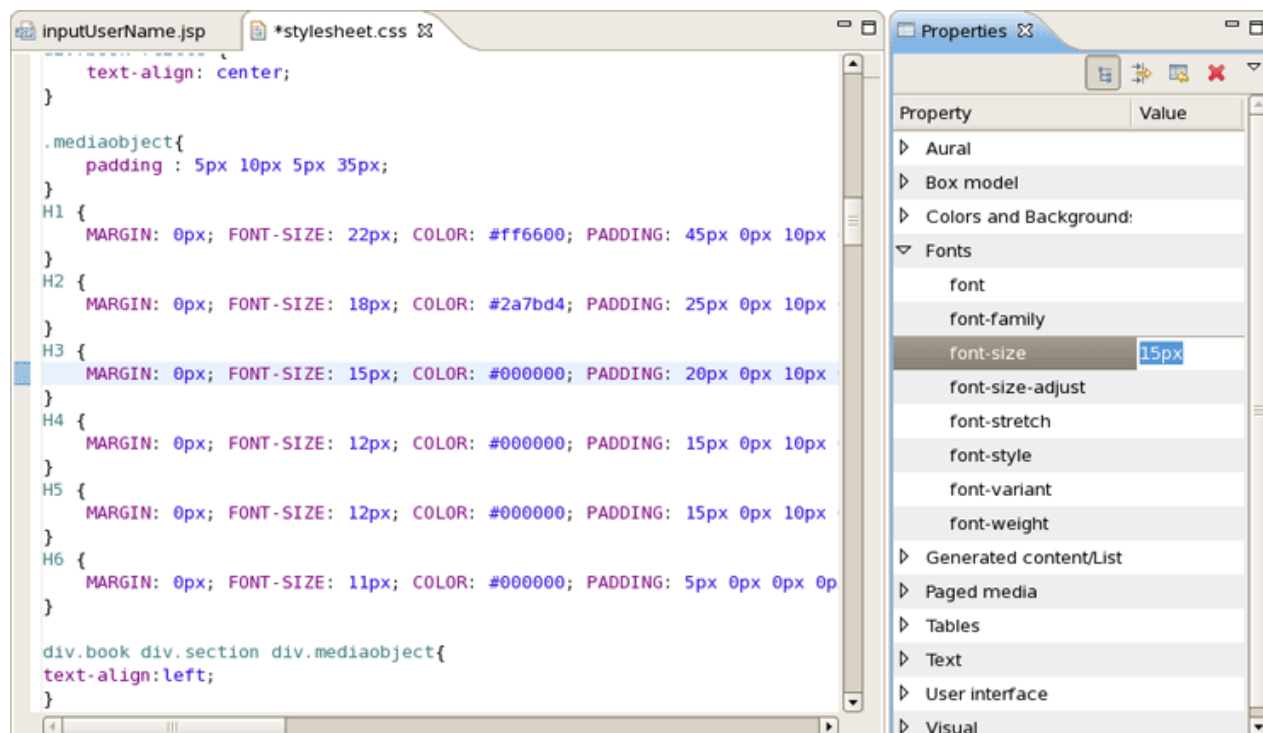 inputUserName.jsp
*stylesheet.css
text-align: center;
}
.mediaobject{
padding : 5px 10px 5px 35px;
}
H1 {
MARGIN: 0px; FONT-SIZE: 22px; COLOR: #ff6600; PADDING: 45px 0px 10px
}
H2 {
MARGIN: 0px; FONT-SIZE: 18px; COLOR: #2a7bd4; PADDING: 25px 0px 10px
}
H3 {
MARGIN: 0px; FONT-SIZE: 15px; COLOR: #000000; PADDING: 20px 0px 10px
}
H4 {
MARGIN: 0px; FONT-SIZE: 12px; COLOR: #000000; PADDING: 15px 0px 10px
}
H5 {
MARGIN: 0px; FONT-SIZE: 12px; COLOR: #000000; PADDING: 15px 0px 10px
}
H6 {
MARGIN: 0px; FONT-SIZE: 11px; COLOR: #000000; PADDING: 5px 0px 0px 0p
}
div.book div.section div.mediaobject{
text-align:left;
}
Properties
Property Value
Aural
Box model
Colors and Background
Fonts
font
font-family
font-size 15px
font-size-adjust
font-stretch
font-style
font-variant
font-weight
Generated content/List
Paged media
Tables
Text
User interface
Visual